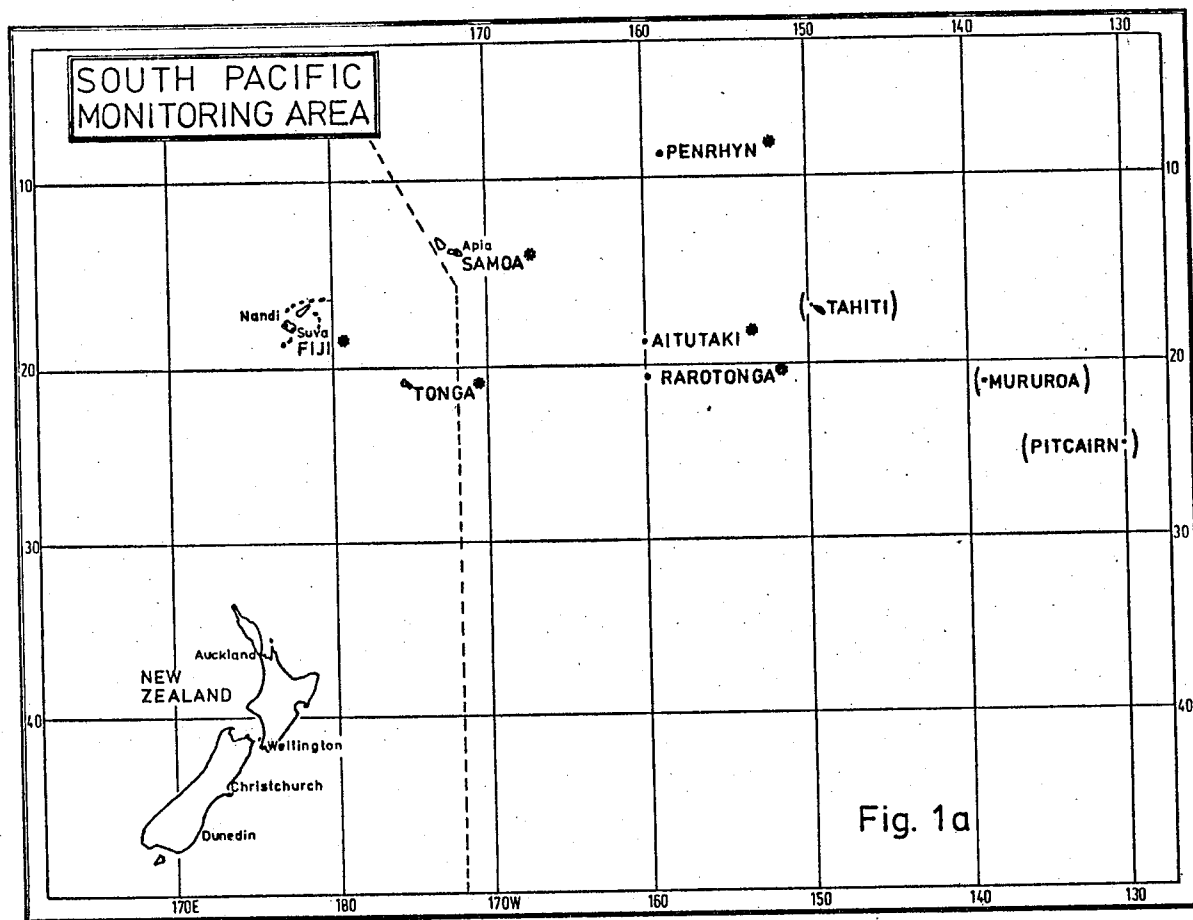 170
160
150
140
130
SOUTH PACIFIC
MONITORING AREA
•PENRHYN*
10
10
Apia
SAMOA*
Nandi
Suva
FIJI*
(TAHITI)
•AITUTAKI*
20
20
TONGA*
•RAROTONGA*
(•MURUROA)
(PITCAIRN•)
30
30
Auckland
NEW
ZEALAND
40
40
Wellington
Christchurch
Dunedin
Fig. 1a
170E
180
170W
160
150
140
130